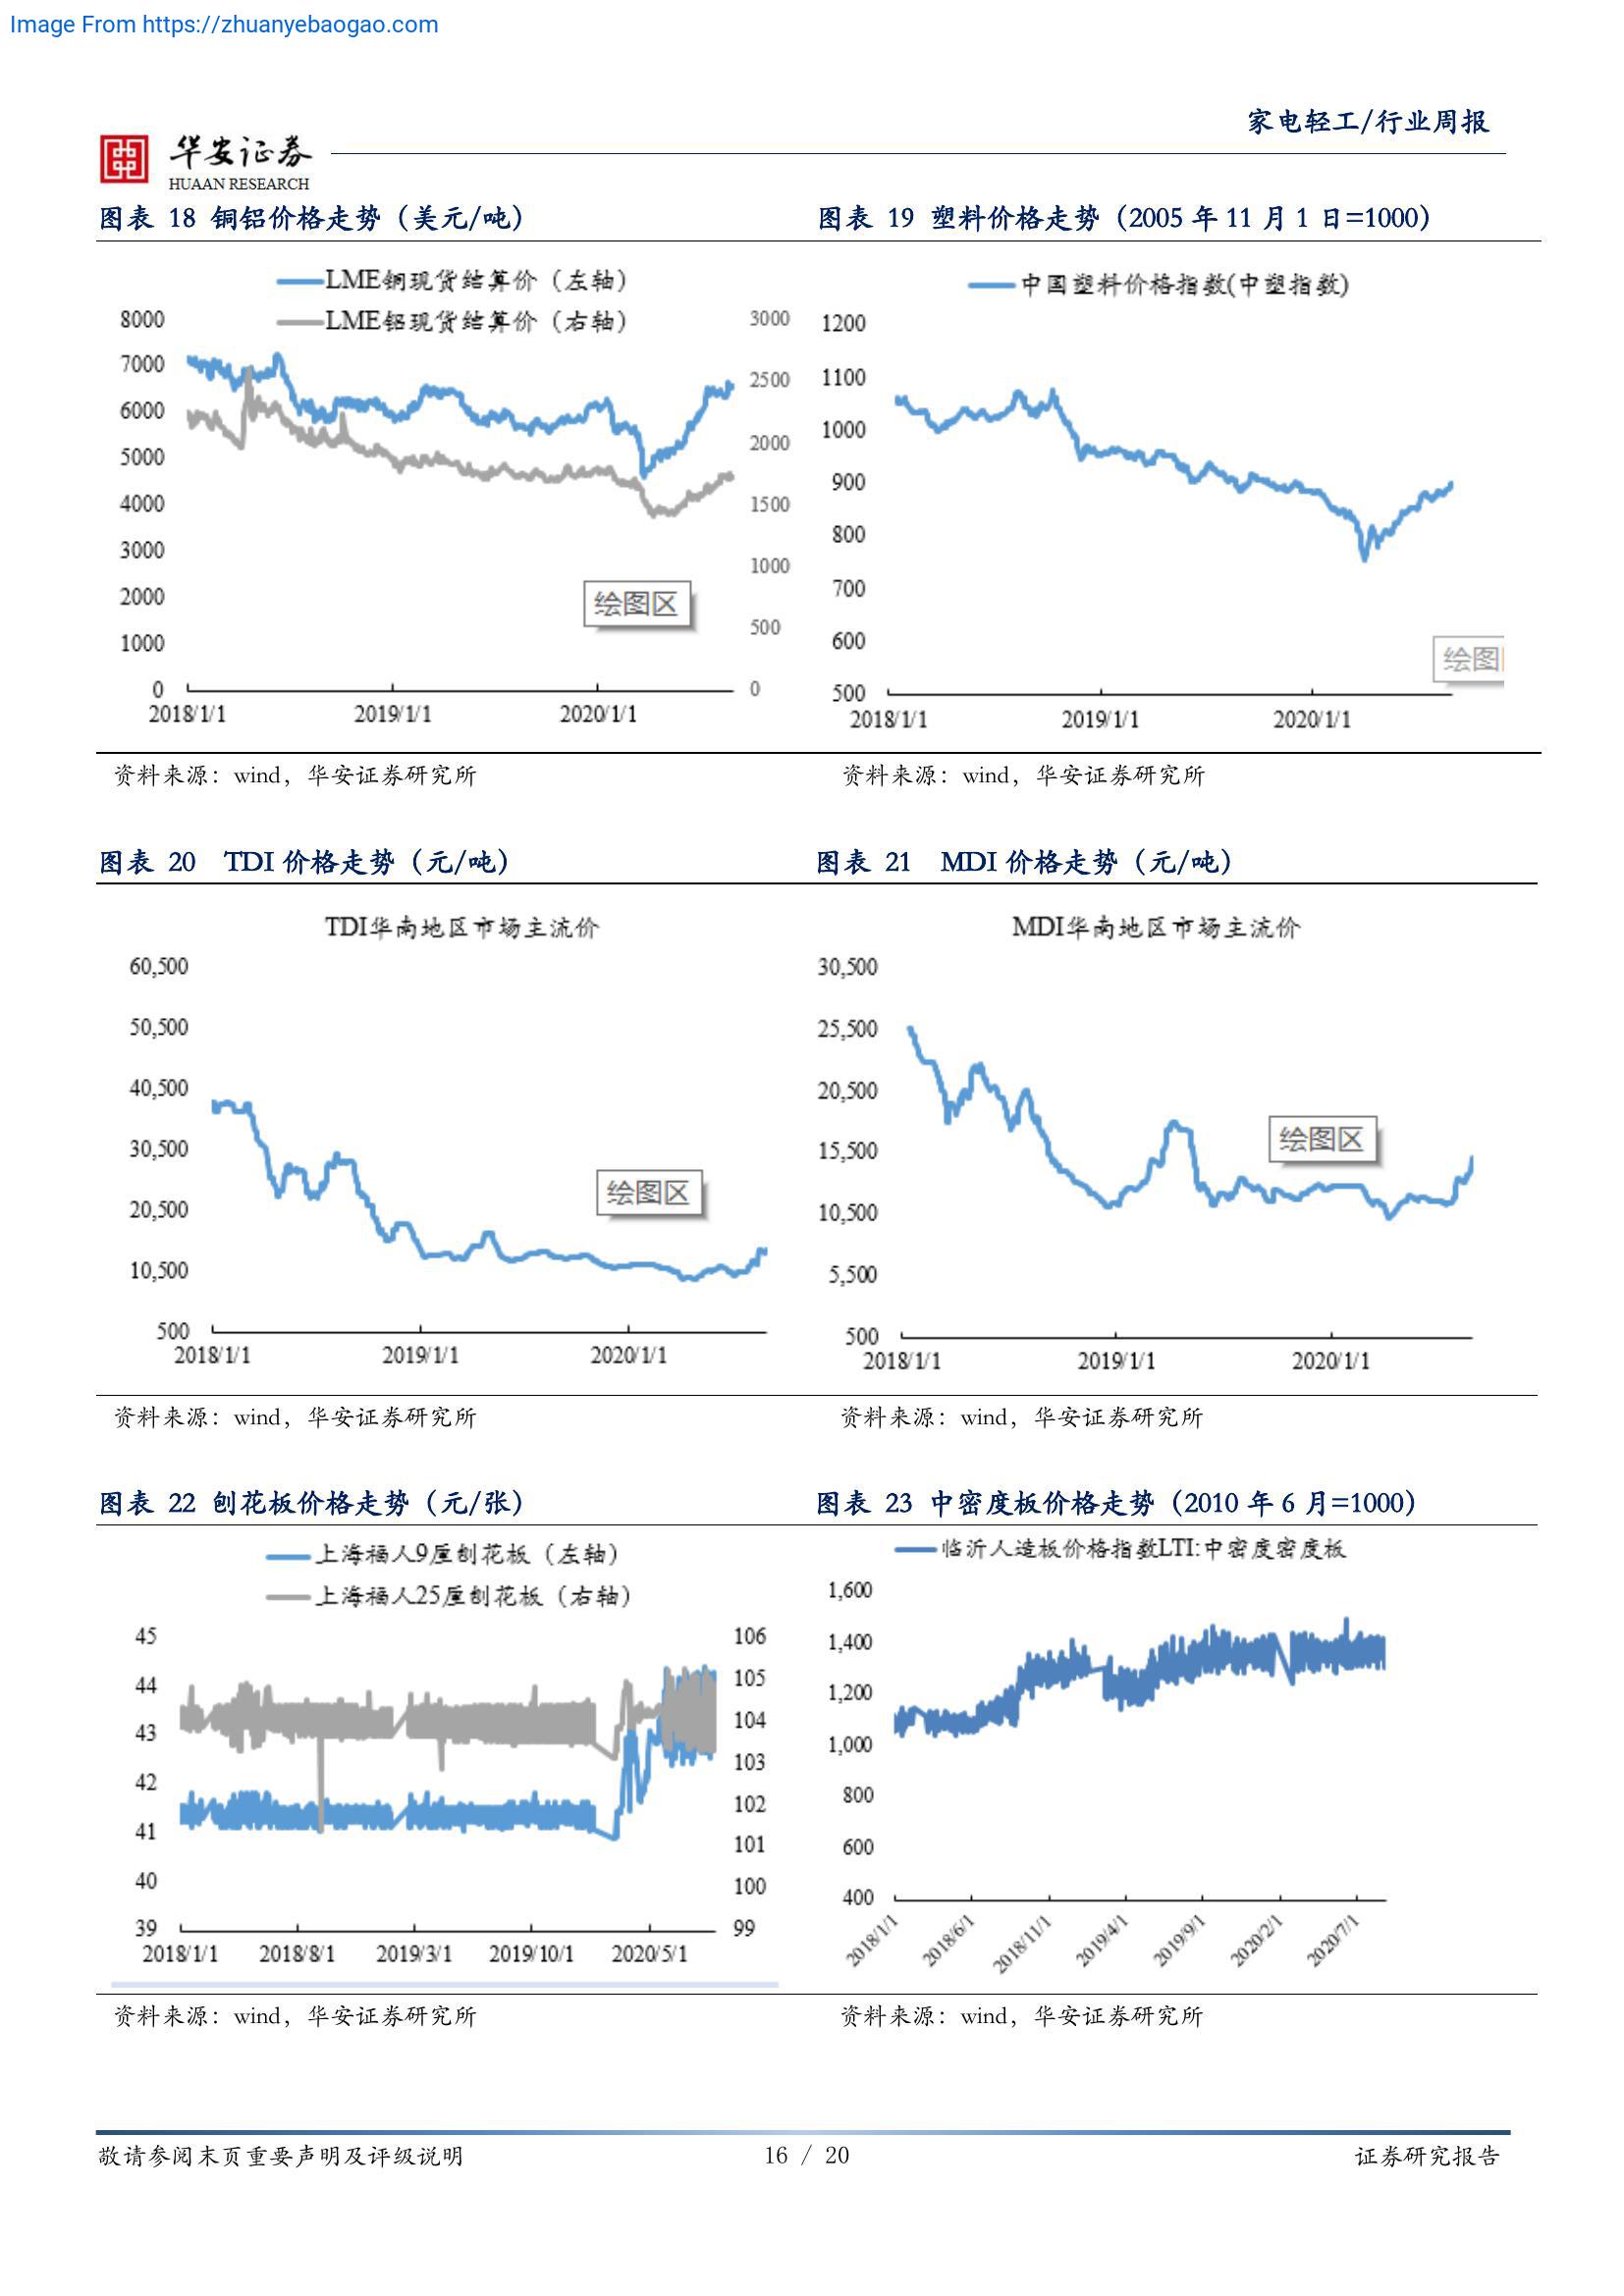 Image From https://zhuanyebaogao.com
家电轻工/行业周报
华安证券
HUAAN RESEARCH
图表 18 铜铝价格走势（美元/吨）
LME铜现货结算价（左轴）
LME铝现货结算价（右轴）
8000
7000
6000
5000
4000
3000
2000
1000
0
3000
2500
2000
1500
1000
500
0
绘图区
2018/1/1 2019/1/1 2020/1/1
资料来源：wind，华安证券研究所
图表 19 塑料价格走势（2005 年 11 月 1 日=1000）
中国塑料价格指数(中塑指数)
1200
1100
1000
900
800
700
600
500
绘图
2018/1/1 2019/1/1 2020/1/1
资料来源：wind，华安证券研究所
图表 20 TDI 价格走势（元/吨）
TDI华南地区市场主流价
60,500
50,500
40,500
30,500
20,500
10,500
500
绘图区
2018/1/1 2019/1/1 2020/1/1
资料来源：wind，华安证券研究所
图表 21 MDI 价格走势（元/吨）
MDI华南地区市场主流价
30,500
25,500
20,500
15,500
10,500
5,500
500
绘图区
2018/1/1 2019/1/1 2020/1/1
资料来源：wind，华安证券研究所
图表 22 刨花板价格走势（元/张）
上海福人9厘刨花板（左轴）
上海福人25厘刨花板（右轴）
45
44
43
42
41
40
39
106
105
104
103
102
101
100
99
2018/1/1 2018/8/1 2019/3/1 2019/10/1 2020/5/1
资料来源：wind，华安证券研究所
图表 23 中密度板价格走势（2010 年 6 月=1000）
临沂人造板价格指数LTI:中密度密度板
1,600
1,400
1,200
1,000
800
600
400
2018/1/1 2018/6/1 2018/11/1 2019/4/1 2019/9/1 2020/2/1 2020/7/1
资料来源：wind，华安证券研究所
敬请参阅末页重要声明及评级说明
16 / 20
证券研究报告